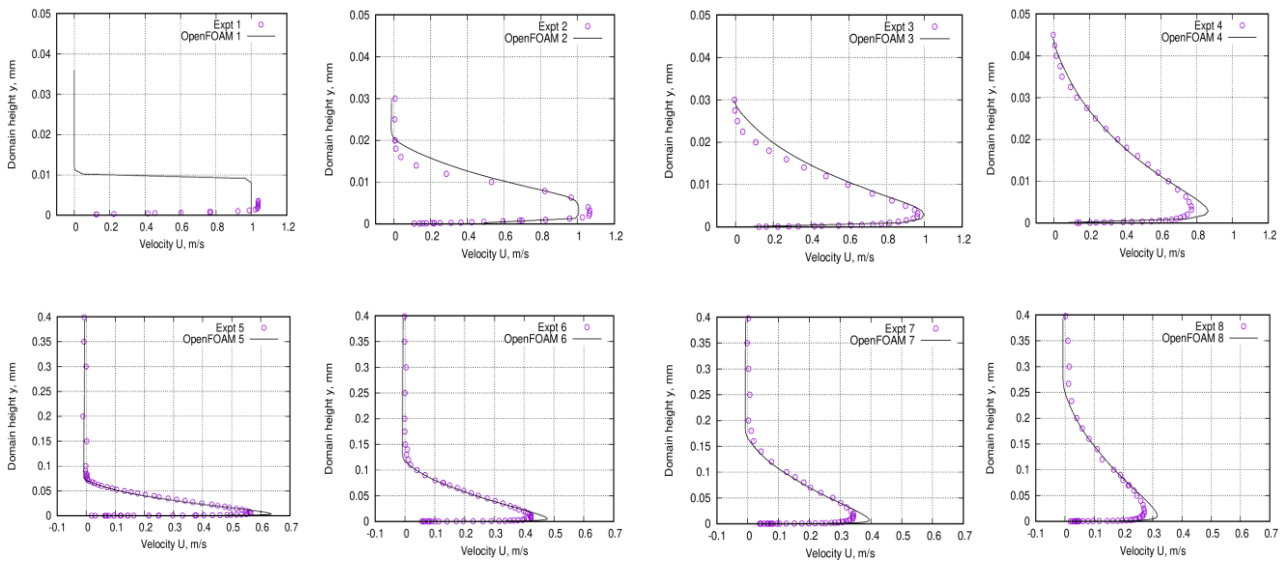 Expt 1
OpenFOAM 1
Domain height y, mm
0.05
0.04
0.03
0.02
0.01
0
0 0.2 0.4 0.6 0.8 1 1.2
Velocity U, m/s
Expt 2
OpenFOAM 2
Domain height y, mm
0.05
0.04
0.03
0.02
0.01
0
0 0.2 0.4 0.6 0.8 1 1.2
Velocity U, m/s
Expt 3
OpenFOAM 3
Domain height y, mm
0.05
0.04
0.03
0.02
0.01
0
0 0.2 0.4 0.6 0.8 1 1.2
Velocity U, m/s
Expt 4
OpenFOAM 4
Domain height y, mm
0.05
0.04
0.03
0.02
0.01
0
0 0.2 0.4 0.6 0.8 1 1.2
Velocity U, m/s
Expt 5
OpenFOAM 5
Domain height y, mm
0.4
0.35
0.3
0.25
0.2
0.15
0.1
0.05
0
-0.1 0 0.1 0.2 0.3 0.4 0.5 0.6 0.7
Velocity U, m/s
Expt 6
OpenFOAM 6
Domain height y, mm
0.4
0.35
0.3
0.25
0.2
0.15
0.1
0.05
0
-0.1 0 0.1 0.2 0.3 0.4 0.5 0.6 0.7
Velocity U, m/s
Expt 7
OpenFOAM 7
Domain height y, mm
0.4
0.35
0.3
0.25
0.2
0.15
0.1
0.05
0
-0.1 0 0.1 0.2 0.3 0.4 0.5 0.6 0.7
Velocity U, m/s
Expt 8
OpenFOAM 8
Domain height y, mm
0.4
0.35
0.3
0.25
0.2
0.15
0.1
0.05
0
-0.1 0 0.1 0.2 0.3 0.4 0.5 0.6 0.7
Velocity U, m/s